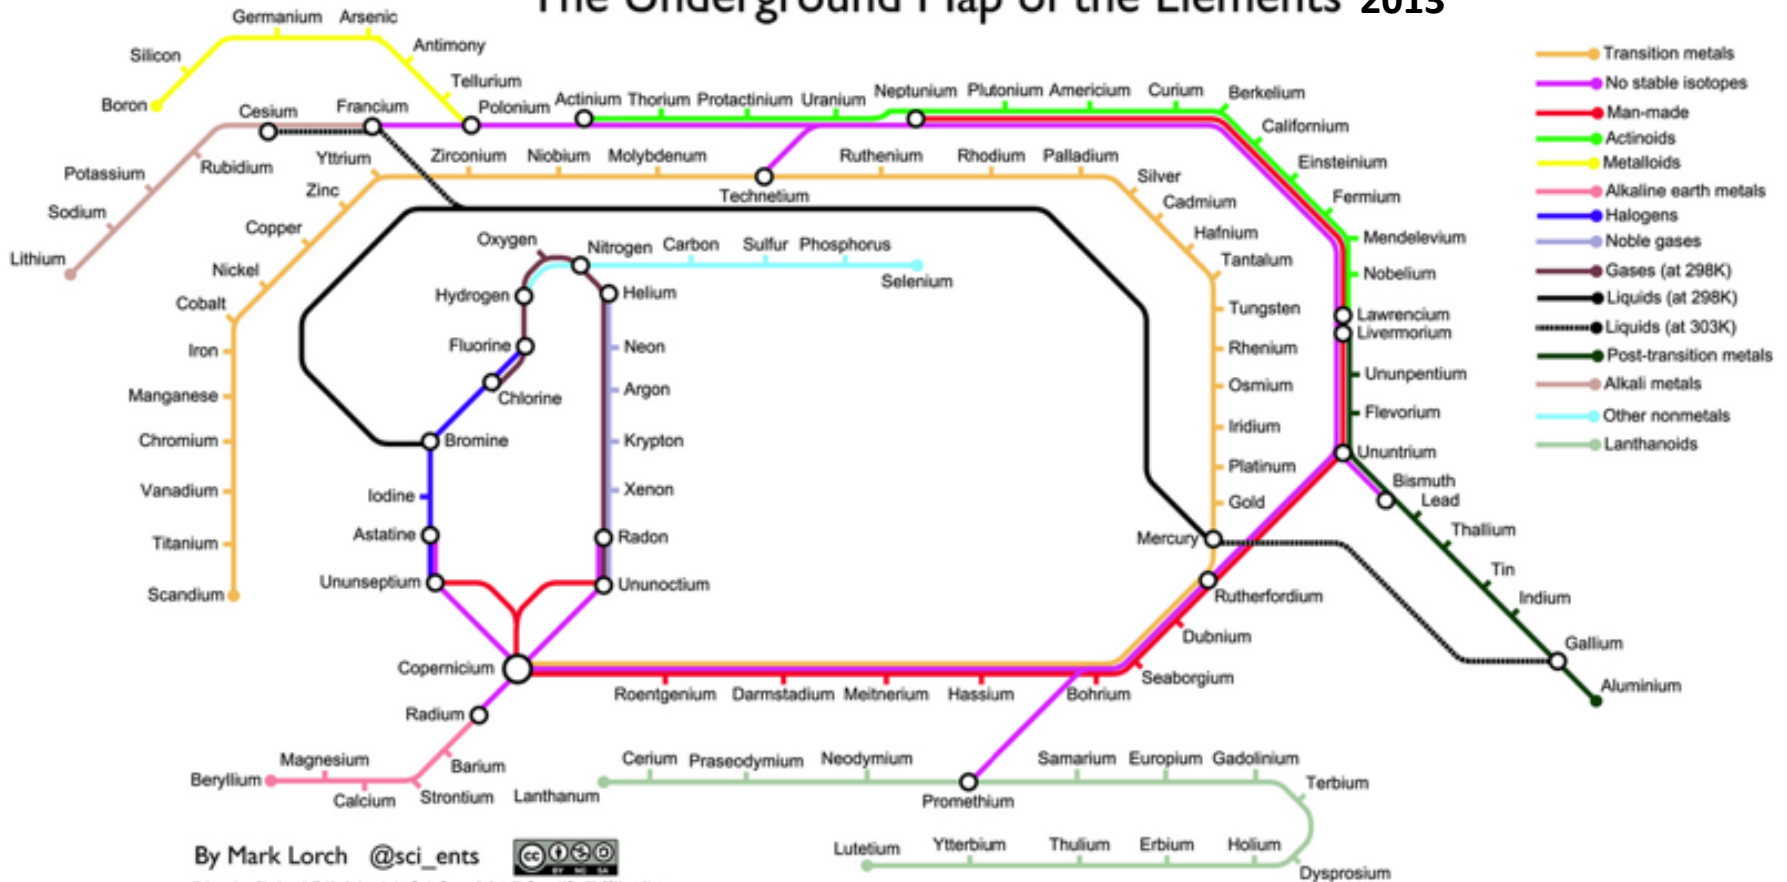 The Underground Map of the Elements 2013
Germanium Arsenic
Silicon
Antimony
Tellurium
Boron
Cesium
Francium
Polonium
Actinium Thorium Protactinium Uranium
Neptunium Plutonium Americium Curium
Berkelium
Californium
Einsteinium
Fermium
Mendelevium
Nobelium
Lawrencium
Livermorium
Ununpentium
Flevorium
Ununtrium
Bismuth
Lead
Thallium
Tin
Indium
Gallium
Aluminium
Potassium
Rubidium
Sodium
Lithium
Yttrium
Zirconium Niobium Molybdenum
Technetium
Ruthenium Rhodium Palladium
Silver
Cadmium
Hafnium
Tantalum
Tungsten
Rhenium
Osmium
Iridium
Platinum
Gold
Mercury
Rutherfordium
Dubnium
Seaborgium
Zinc
Copper
Nickel
Cobalt
Iron
Manganese
Chromium
Vanadium
Titanium
Scandium
Oxygen
Nitrogen Carbon Sulfur Phosphorus
Selenium
Hydrogen
Helium
Fluorine
Neon
Chlorine
Argon
Bromine
Krypton
Iodine
Xenon
Astatine
Radon
Ununseptium
Ununoctium
Copernicium
Roentgenium Darmstadium Meitnerium Hassium Bohrium
Radium
Barium
Magnesium
Beryllium
Calcium
Strontium
Lanthanum
Cerium Praseodymium Neodymium
Promethium
Samarium Europium Gadolinium
Terbium
Dysprosium
Holium
Erbium
Thulium
Ytterbium
Lutetium
Transition metals
No stable isotopes
Man-made
Actinoids
Metalloids
Alkaline earth metals
Halogens
Noble gases
Gases (at 298K)
Liquids (at 298K)
Liquids (at 303K)
Post-transition metals
Alkali metals
Other nonmetals
Lanthanoids
By Mark Lorch @sci_ents
cc
BY NC SA